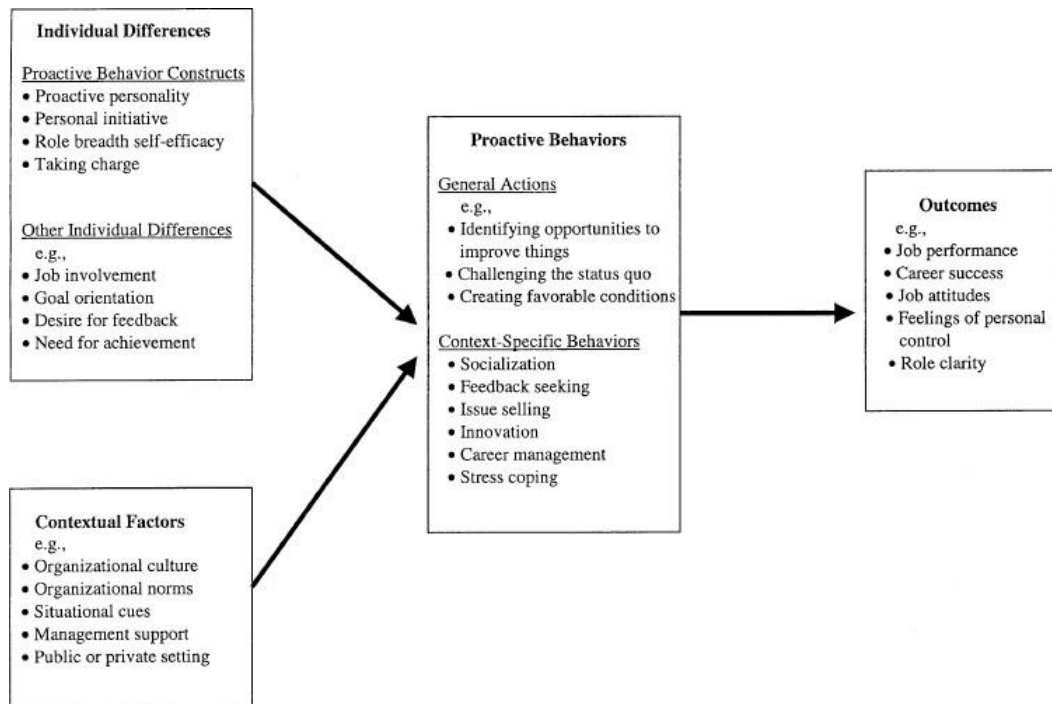 Individual Differences
Proactive Behavior Constructs
• Proactive personality
• Personal initiative
• Role breadth self-efficacy
• Taking charge
Other Individual Differences
e.g.,
• Job involvement
• Goal orientation
• Desire for feedback
• Need for achievement
Contextual Factors
e.g.,
• Organizational culture
• Organizational norms
• Situational cues
• Management support
• Public or private setting
Proactive Behaviors
General Actions
e.g.,
• Identifying opportunities to
improve things
• Challenging the status quo
• Creating favorable conditions
Context-Specific Behaviors
• Socialization
• Feedback seeking
• Issue selling
• Innovation
• Career management
• Stress coping
Outcomes
e.g.,
• Job performance
• Career success
• Job attitudes
• Feelings of personal
control
• Role clarity